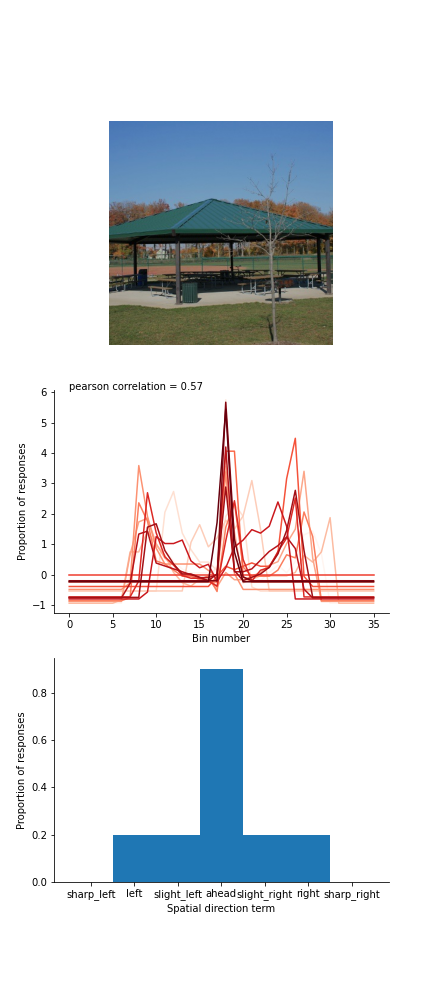 pearson correlation = 0.57
6
5
4
3
2
1
0
−1
Proportion of responses
0 5 10 15 20 25 30 35
Bin number
0.8
0.6
0.4
0.2
0.0
Proportion of responses
sharp_left left slight_left ahead slight_right right sharp_right
Spatial direction term